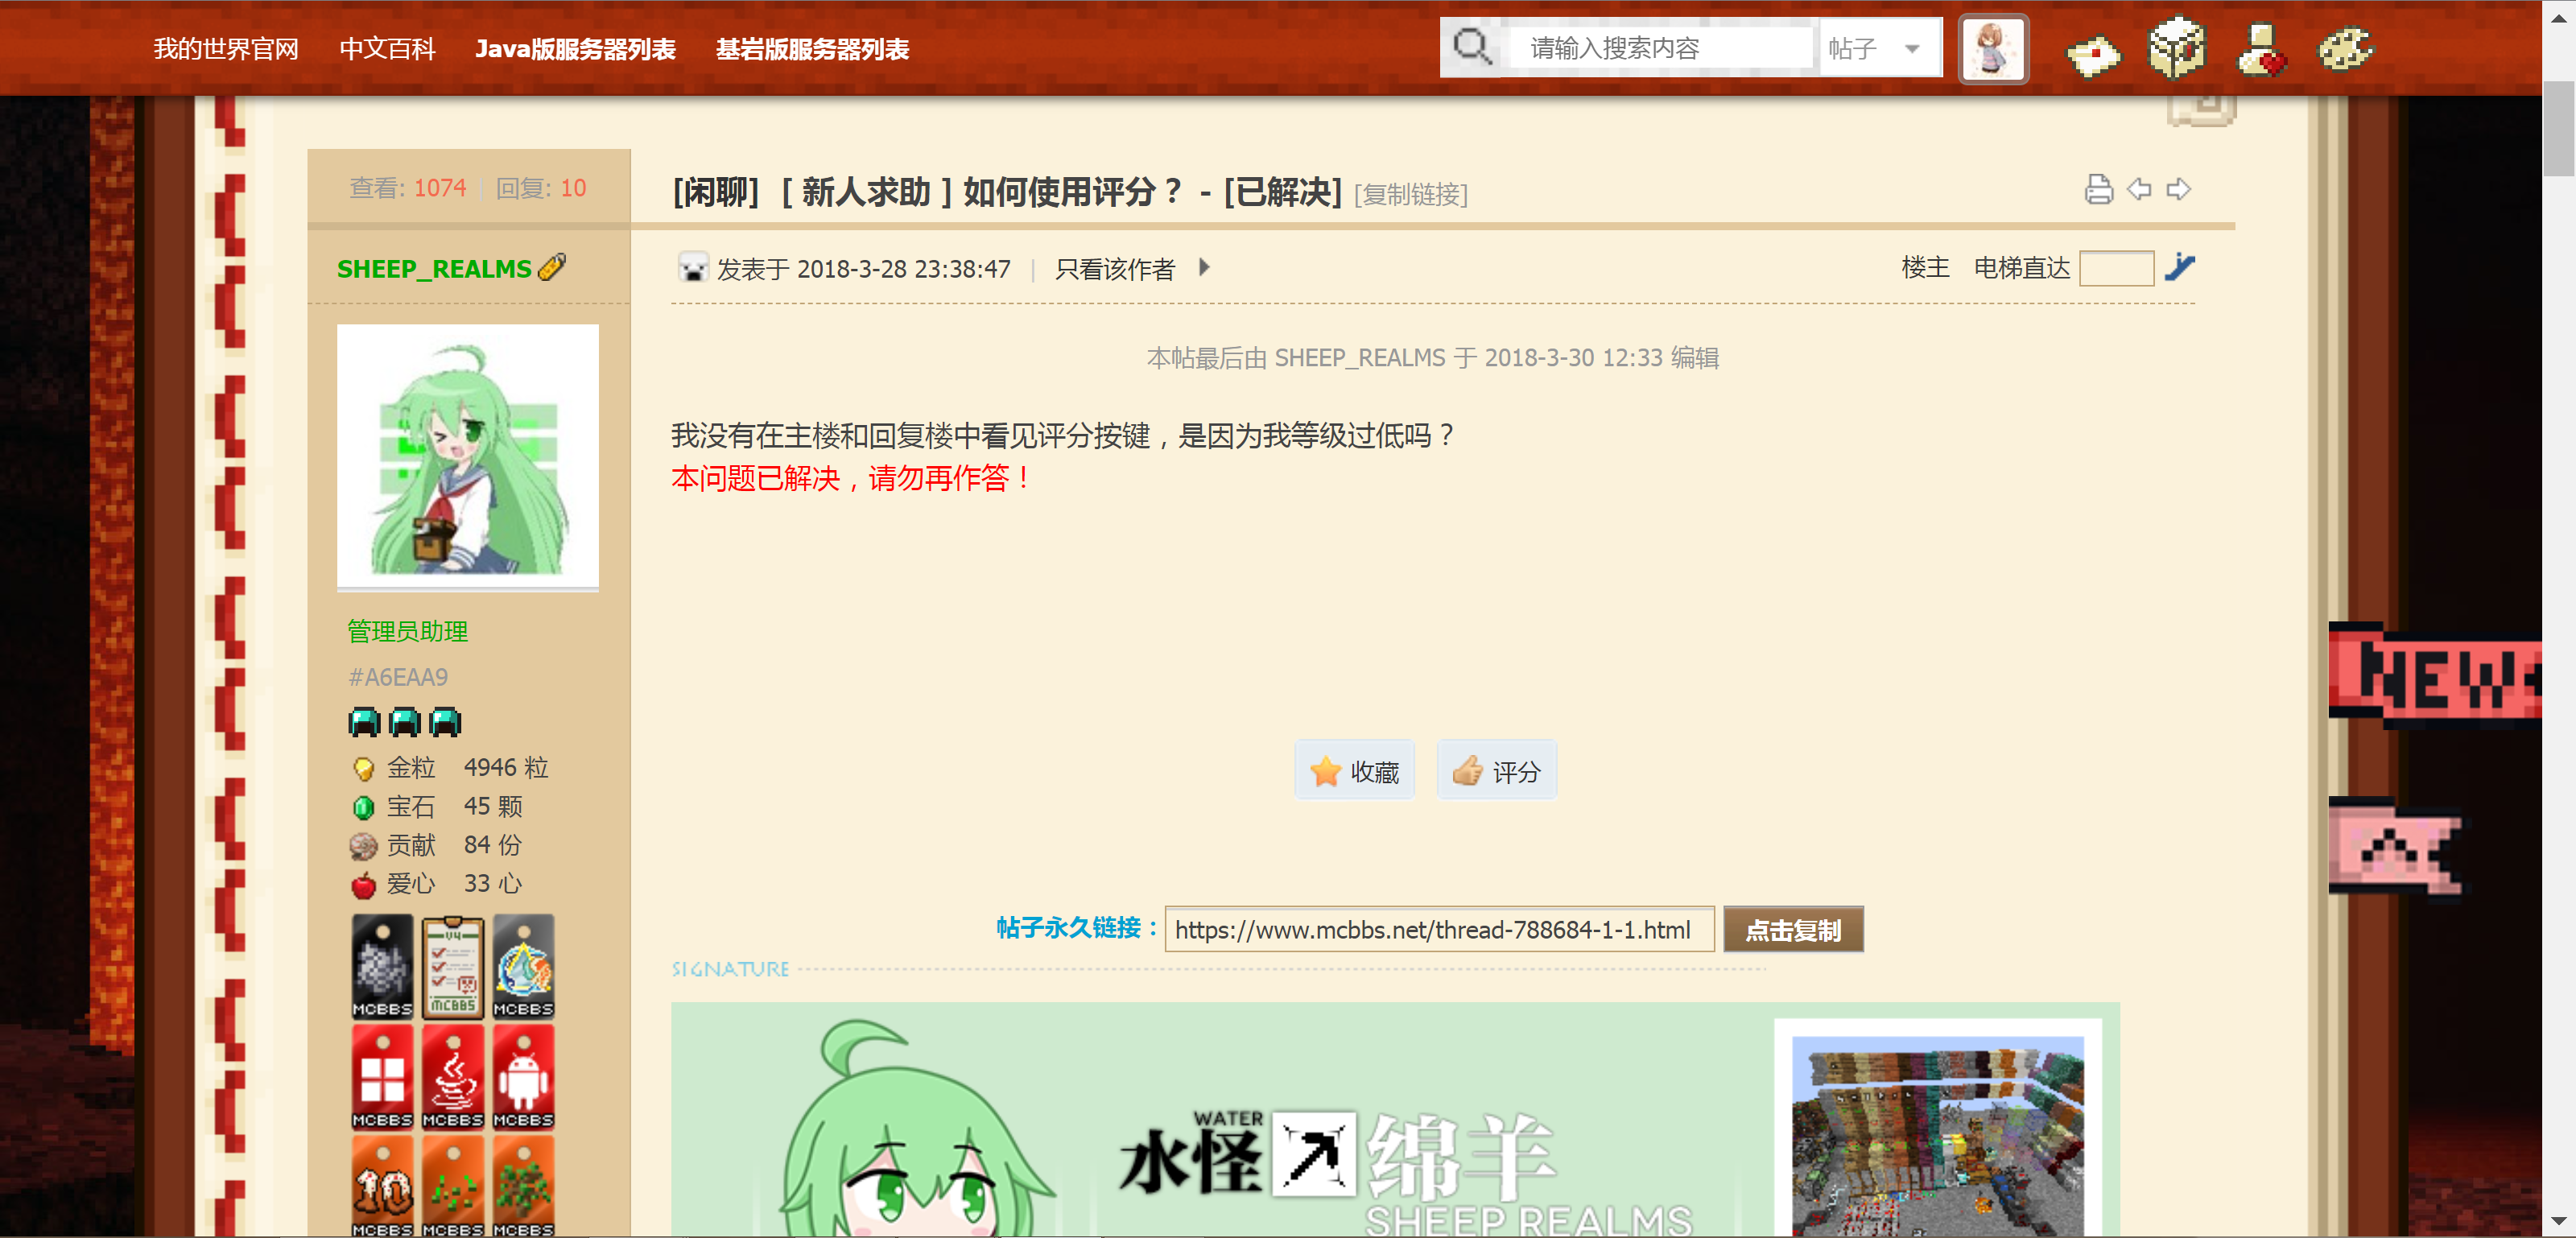 我的世界官网 中文百科 Java版服务器列表 基岩版服务器列表 请输入搜索内容 帖子
查看: 1074 | 回复: 10
[闲聊] [ 新人求助 ] 如何使用评分？ - [已解决] [复制链接]
SHEEP_REALMS
发表于 2018-3-28 23:38:47 | 只看该作者
楼主 电梯直达
本帖最后由 SHEEP_REALMS 于 2018-3-30 12:33 编辑
我没有在主楼和回复楼中看见评分按键，是因为我等级过低吗？
本问题已解决，请勿再作答！
管理员助理
#A6EAA9
金粒 4946 粒
宝石 45 颗
贡献 84 份
爱心 33 心
NEW
收藏 评分
帖子永久链接： https://www.mcbbs.net/thread-788684-1-1.html 点击复制
SIGNATURE
V4
MCBBS MCBBS MCBBS
MCBBS MCBBS MCBBS
10
MCBBS MCBBS MCBBS
WATER
水怪 绵羊
SHEEP REALMS